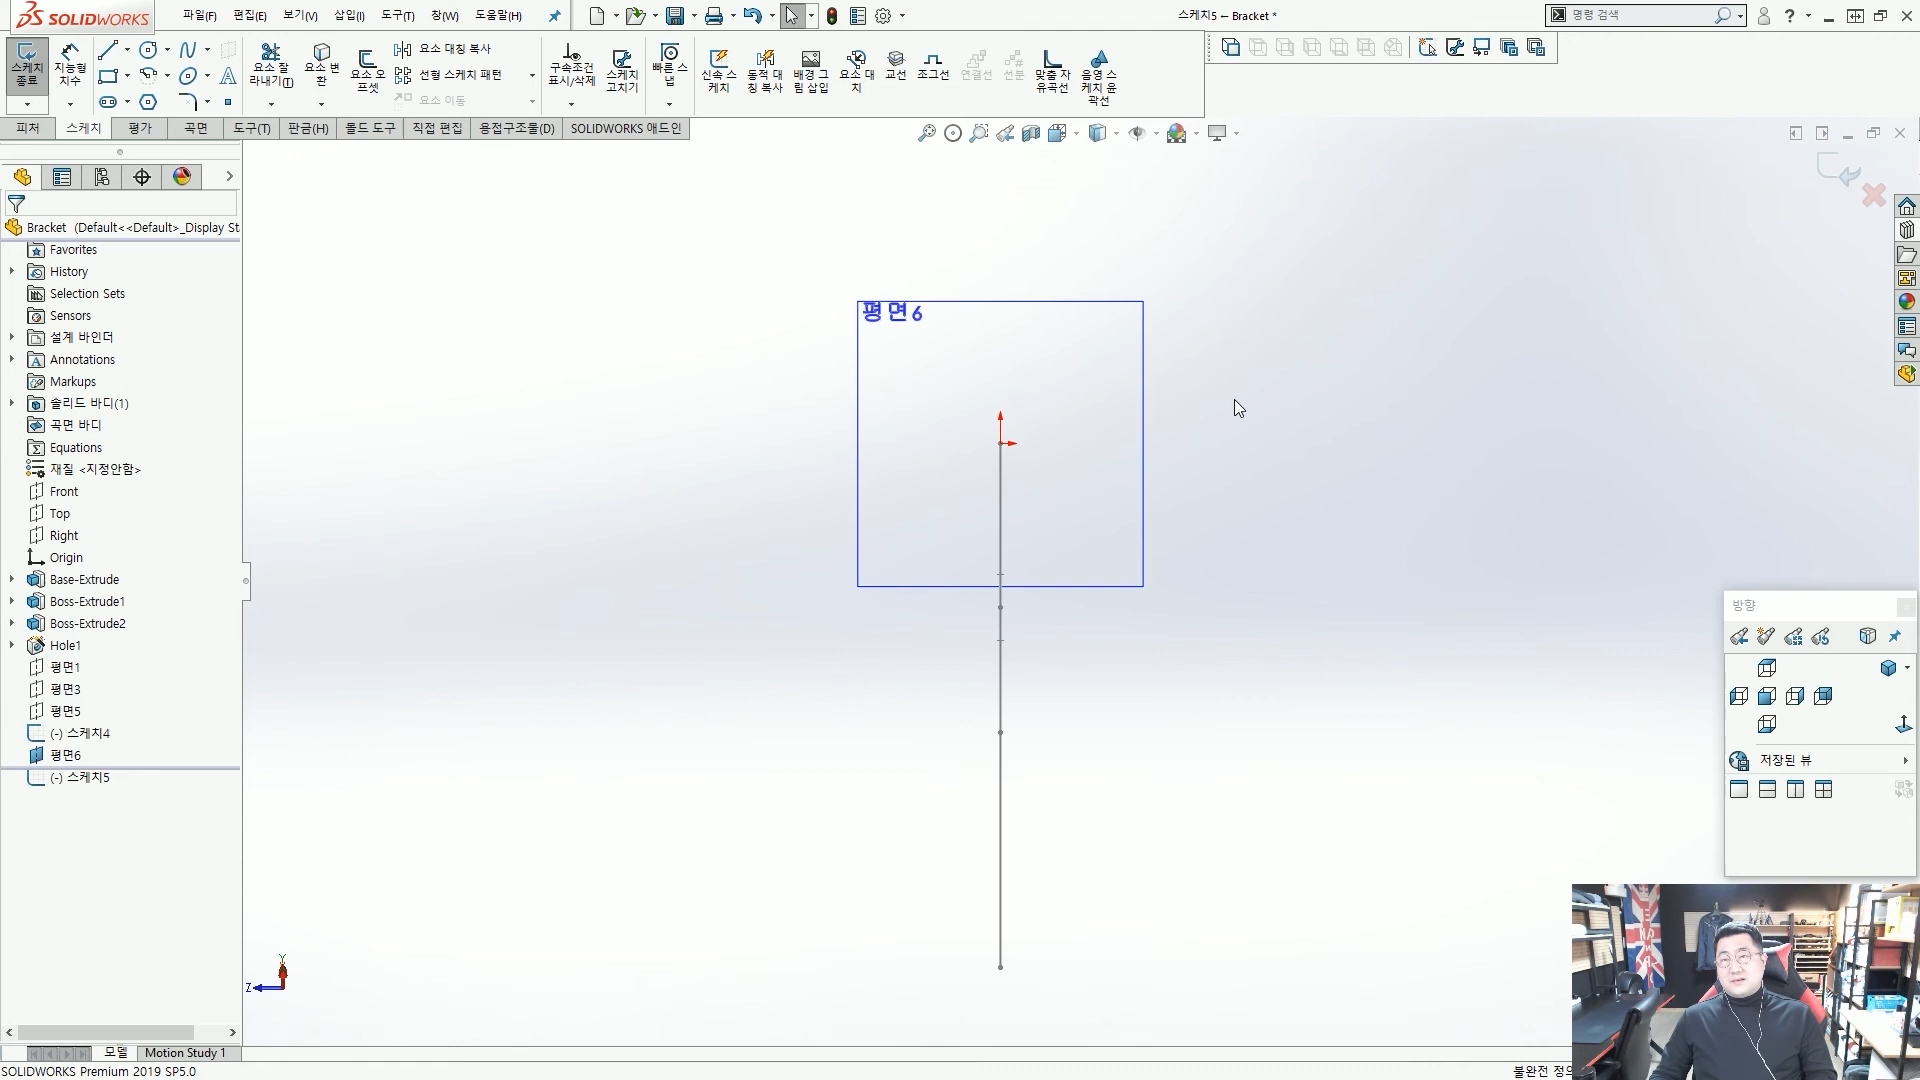 SOLIDWORKS
파일(F)
편집(E)
보기(V)
삽입(I)
도구(T)
창(W)
도움말(H)
스케치5 ← Bracket *
명령 검색
스케치 종료
지능형 치수
요소 잘라내기(T)
요소 변환
요소 오프셋
요소 대칭 복사
선형 스케치 패턴
요소 이동
구속조건 표시/삭제
스케치 고치기
빠른 스냅
신속 스케치
동적 대칭 복사
배경 그림 삽입
요소 대치
교선
조그선
연결선
선분
맞춤 자유곡선
음영 스케치 윤곽선
피처
스케치
평가
곡면
도구(T)
판금(H)
몰드 도구
직접 편집
용접구조물(D)
SOLIDWORKS 애드인
Bracket (Default<<Default>_Display St
Favorites
History
Selection Sets
Sensors
설계 바인더
Annotations
Markups
솔리드 바디(1)
곡면 바디
Equations
재질 <지정안함>
Front
Top
Right
Origin
Base-Extrude
Boss-Extrude1
Boss-Extrude2
Hole1
평면1
평면3
평면5
(-) 스케치4
평면6
(-) 스케치5
평면6
Y
Z
방향
저장된 뷰
모델
Motion Study 1
SOLIDWORKS Premium 2019 SP5.0
불완전 정의